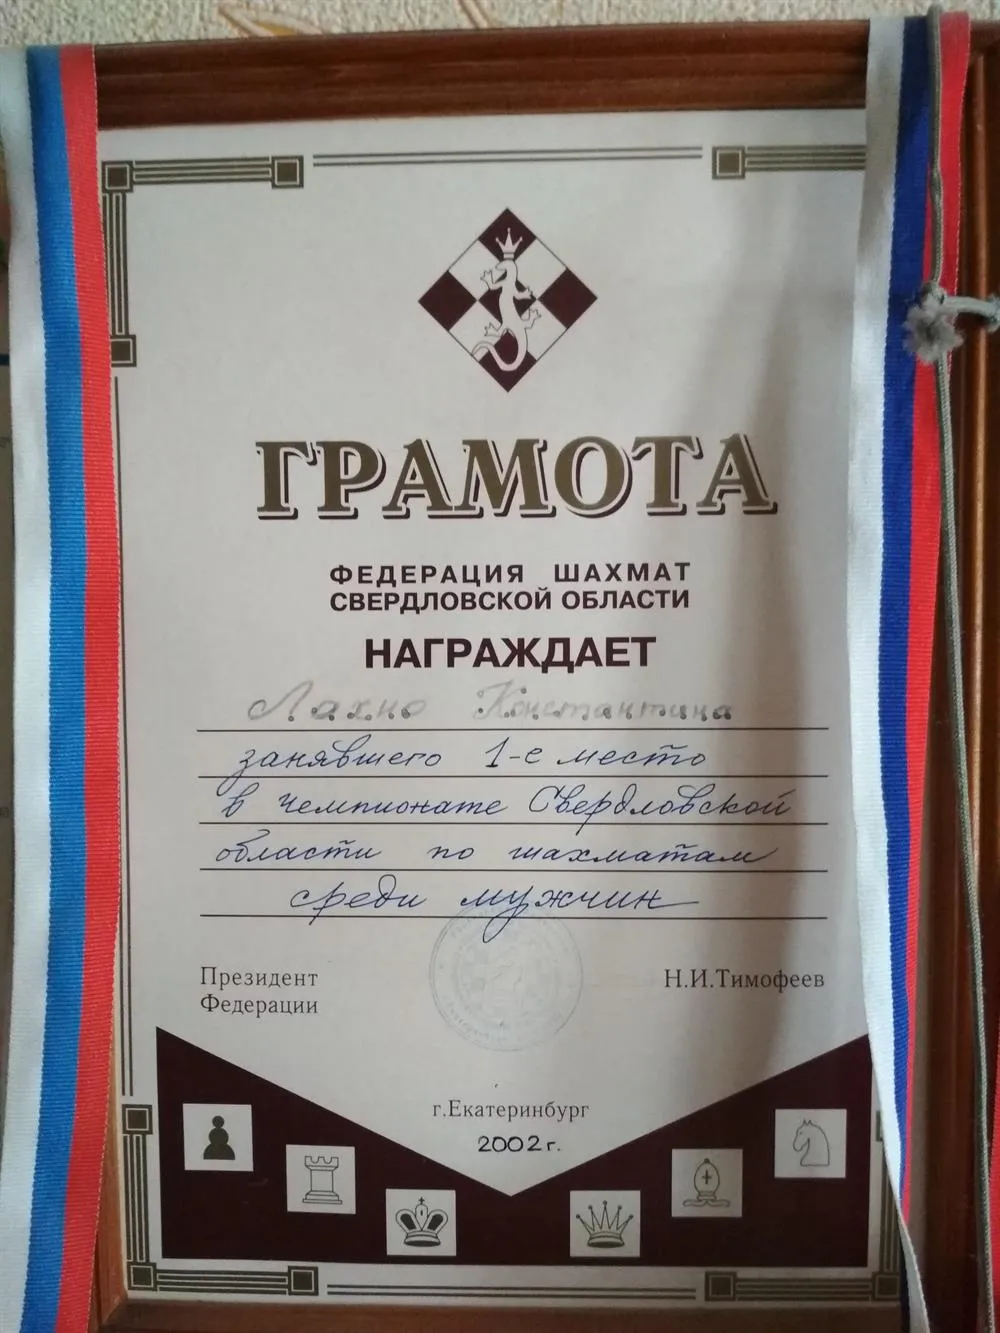 ГРАМОТА
ФЕДЕРАЦИЯ ШАХМАТ
СВЕРДЛОВСКОЙ ОБЛАСТИ
НАГРАЖДАЕТ
Лахно Константина
занявшего 1-е место
в чемпионате Свердловской
области по шахматам
среди мужчин
Президент
Федерации
Н.И.Тимофеев
г.Екатеринбург
2002 г.